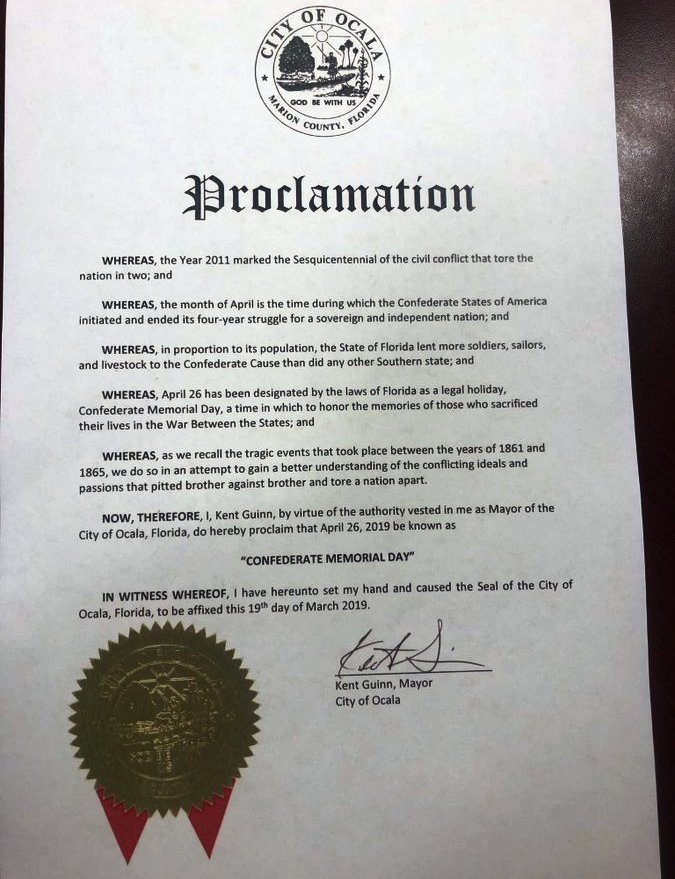 CITY OF OCALA
GOD BE WITH US
MARION COUNTY, FLORIDA
Proclamation
WHEREAS, the Year 2011 marked the Sesquicentennial of the civil conflict that tore the
nation in two; and
WHEREAS, the month of April is the time during which the Confederate States of America
initiated and ended its four-year struggle for a sovereign and independent nation; and
WHEREAS, in proportion to its population, the State of Florida lent more soldiers, sailors,
and livestock to the Confederate Cause than did any other Southern state; and
WHEREAS, April 26 has been designated by the laws of Florida as a legal holiday,
Confederate Memorial Day, a time in which to honor the memories of those who sacrificed
their lives in the War Between the States; and
WHEREAS, as we recall the tragic events that took place between the years of 1861 and
1865, we do so in an attempt to gain a better understanding of the conflicting ideals and
passions that pitted brother against brother and tore a nation apart.
NOW, THEREFORE, I, Kent Guinn, by virtue of the authority vested in me as Mayor of the
City of Ocala, Florida, do hereby proclaim that April 26, 2019 be known as
"CONFEDERATE MEMORIAL DAY"
IN WITNESS WHEREOF, I have hereunto set my hand and caused the Seal of the City of
Ocala, Florida, to be affixed this 19th day of March 2019.
Kent Guinn, Mayor
City of Ocala